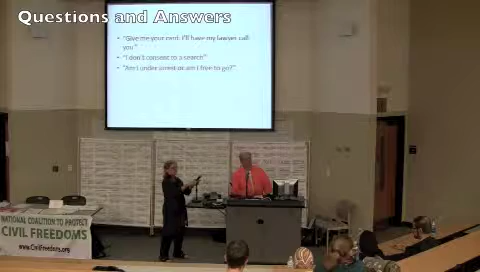 Questions and Answers
• "Give me your card: I'll have my lawyer call
you"
• "I don't consent to a search"
• "Am I under arrest or am I free to go?"
NATIONAL COALITION TO PROTECT
CIVIL FREEDOMS
www.CivilFreedoms.org